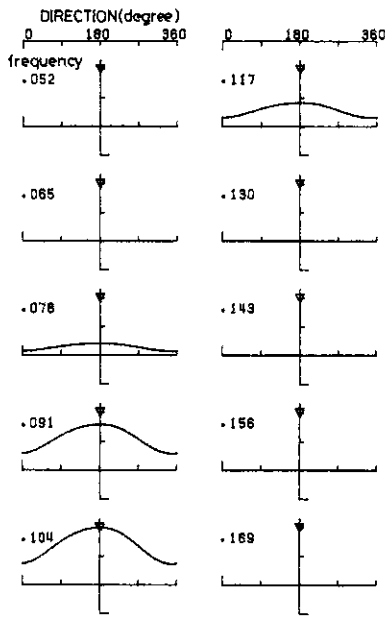 DIRECTION(degree)
0 180 360
0 180 360
frequency
.052
.065
.078
.091
.104
.117
.130
.143
.156
.169